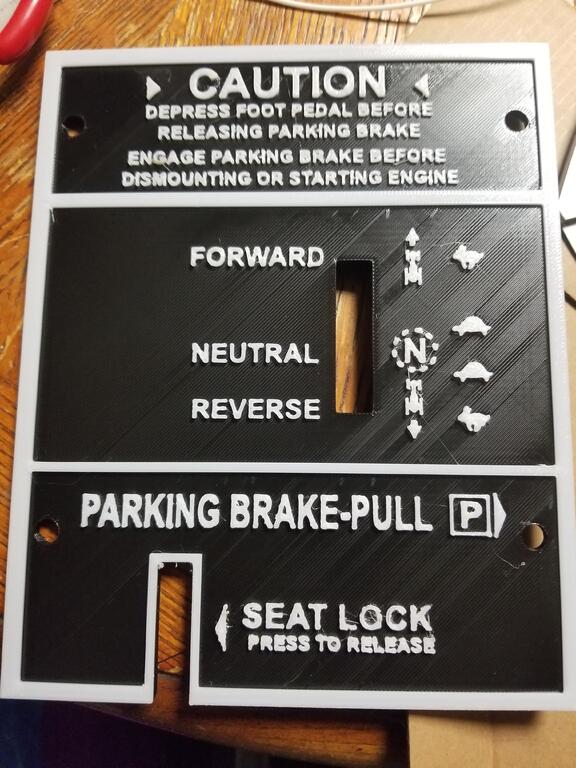 CAUTION
DEPRESS FOOT PEDAL BEFORE
RELEASING PARKING BRAKE
ENGAGE PARKING BRAKE BEFORE
DISMOUNTING OR STARTING ENGINE
FORWARD
NEUTRAL N
REVERSE
PARKING BRAKE-PULL P
SEAT LOCK
PRESS TO RELEASE